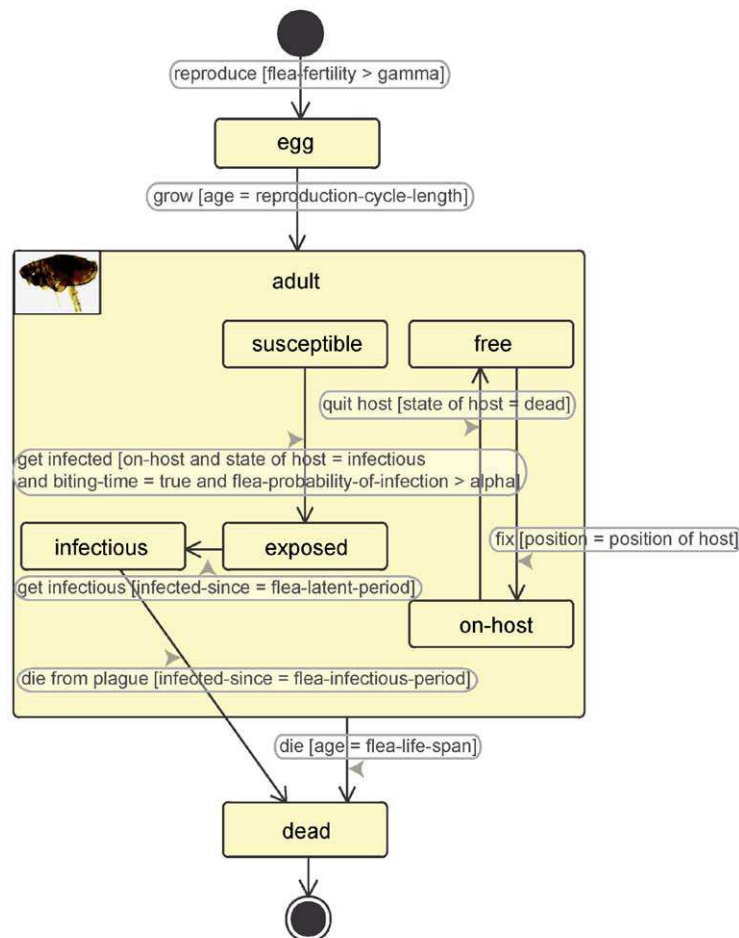 reproduce [flea-fertility > gamma]
egg
grow [age = reproduction-cycle-length]
adult
susceptible
free
quit host [state of host = dead]
get infected [on-host and state of host = infectious
and biting-time = true and flea-probability-of-infection > alpha]
infectious
exposed
fix [position = position of host]
get infectious [infected-since = flea-latent-period]
on-host
die from plague [infected-since = flea-infectious-period]
die [age = flea-life-span]
dead